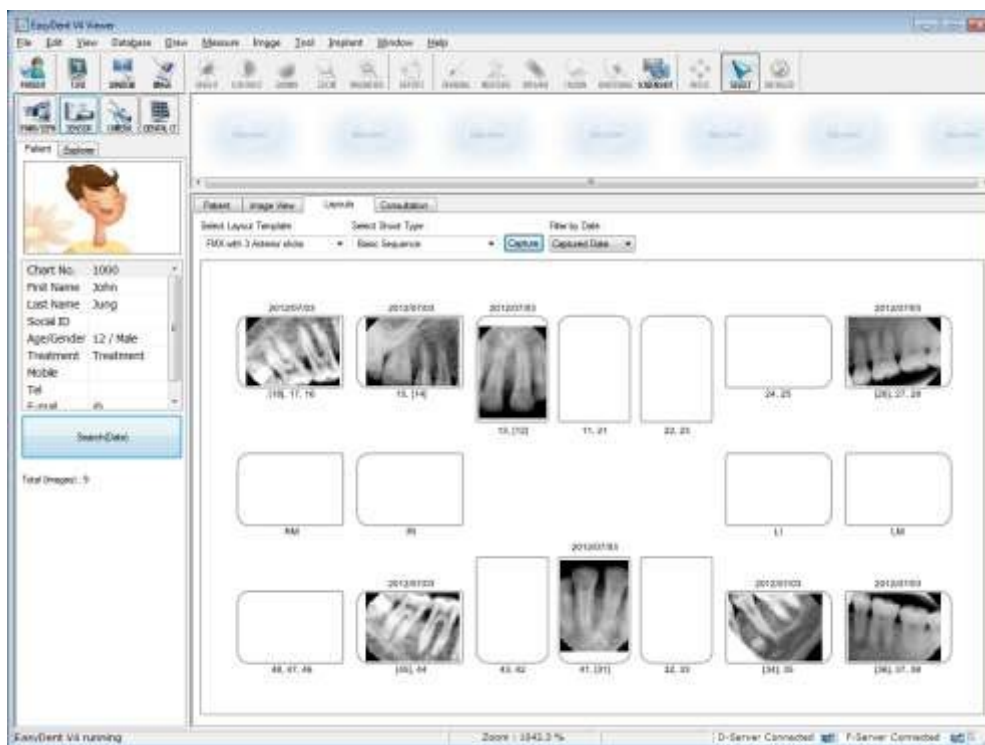 EasyDent V4 Viewer
File Edit View Database Draw Measure Image Tool Implant Window Help
Patient Explorer
Patient Image View Layouts Consultation
Select Layout Template Select Shoot Type Filter by Date
FMX with 3 Anterior slides Basic Sequence Capture Captured Date
Chart No. 1000
First Name John
Last Name Jung
Social ID
Age/Gender 12 / Male
Treatment Treatment
Mobile
Tel
E-mail @
Search(Date)
Total (Images) : 9
2012/07/03 2012/07/03 2012/07/03 2012/07/03
[18], 17, 16 15, [14] 13, [12] 11, 21 22, 23 24, 25 [26], 27, 28
RM RI LI LM
2012/07/03
2012/07/03 2012/07/03 2012/07/03
48, 47, 46 [45], 44 43, 42 41, [31] 32, 33 [34], 35 [36], 37, 38
EasyDent V4 running Zoom : 1042.3 % D-Server Connected F-Server Connected